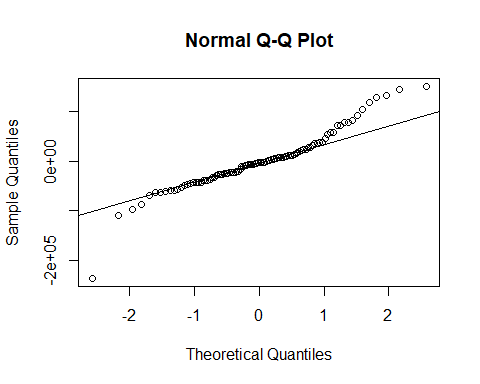 Normal Q-Q Plot
Sample Quantiles
0e+00
-2e+05
-2
-1
0
1
2
Theoretical Quantiles